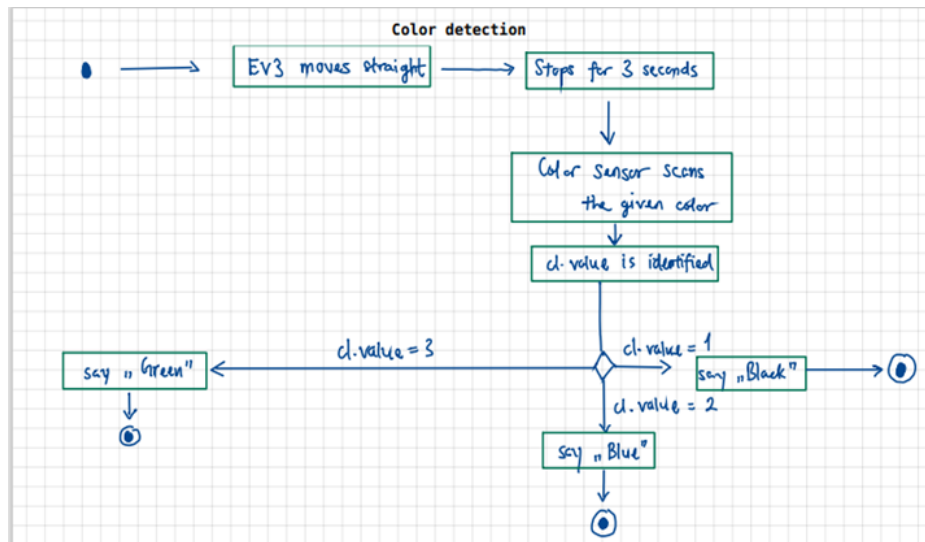 Color detection
EV3 moves straight
Stops for 3 seconds
Color sensor scans
the given color
cl.value is identified
cl.value = 3
cl.value = 1
say „Green"
say „Black"
cl.value = 2
say „Blue"